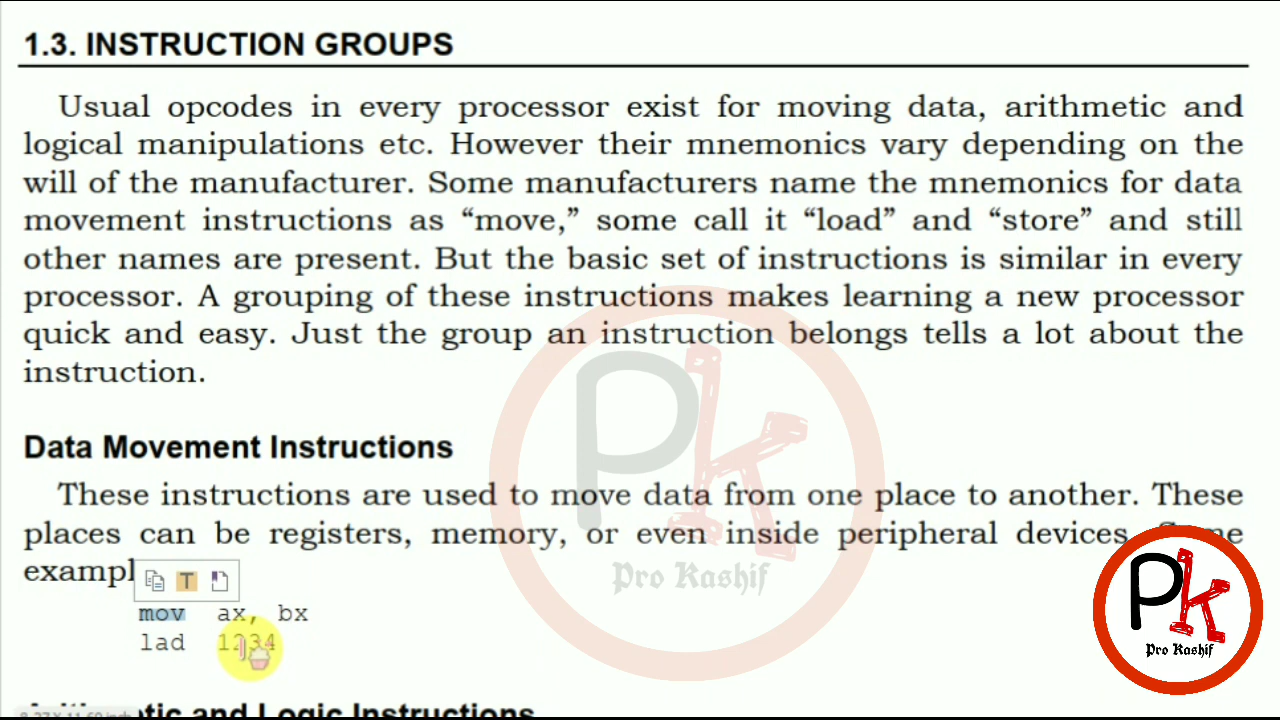 1.3. INSTRUCTION GROUPS
Usual opcodes in every processor exist for moving data, arithmetic and
logical manipulations etc. However their mnemonics vary depending on the
will of the manufacturer. Some manufacturers name the mnemonics for data
movement instructions as “move,” some call it “load” and “store” and still
other names are present. But the basic set of instructions is similar in every
processor. A grouping of these instructions makes learning a new processor
quick and easy. Just the group an instruction belongs tells a lot about the
instruction.
Data Movement Instructions
These instructions are used to move data from one place to another. These
places can be registers, memory, or even inside peripheral devices.
exampl
T
mov ax, bx
lad 1234
and Logic Instructions
Pk
Pro Kashif
Pk
Pro Kashif